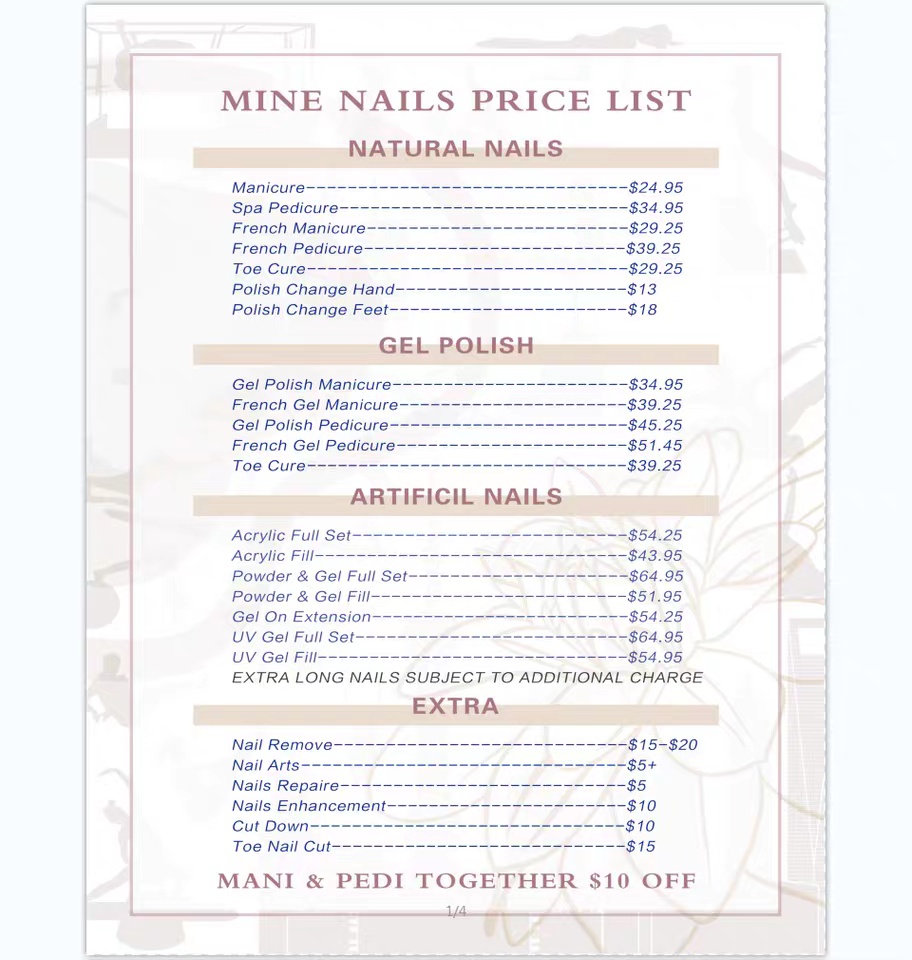 MINE NAILS PRICE LIST
NATURAL NAILS
Manicure------------------------$24.95
Spa Pedicure---------------------$34.95
French Manicure-------------------$29.25
French Pedicure-------------------$39.25
Toe Cure------------------------$29.25
Polish Change Hand-----------------$13
Polish Change Feet-----------------$18
GEL POLISH
Gel Polish Manicure-----------------$34.95
French Gel Manicure----------------$39.25
Gel Polish Pedicure-----------------$45.25
French Gel Pedicure----------------$51.45
Toe Cure-----------------------$39.25
ARTIFICIL NAILS
Acrylic Full Set--------------------$54.25
Acrylic Fill-----------------------$43.95
Powder & Gel Full Set----------------$64.95
Powder & Gel Fill-------------------$51.95
Gel On Extension-------------------$54.25
UV Gel Full Set--------------------$64.95
UV Gel Fill-----------------------$54.95
EXTRA LONG NAILS SUBJECT TO ADDITIONAL CHARGE
EXTRA
Nail Remove----------------------$15-$20
Nail Arts------------------------$5+
Nails Repaire---------------------$5
Nails Enhancement------------------$10
Cut Down-----------------------$10
Toe Nail Cut----------------------$15
MANI & PEDI TOGETHER $10 OFF
1/4